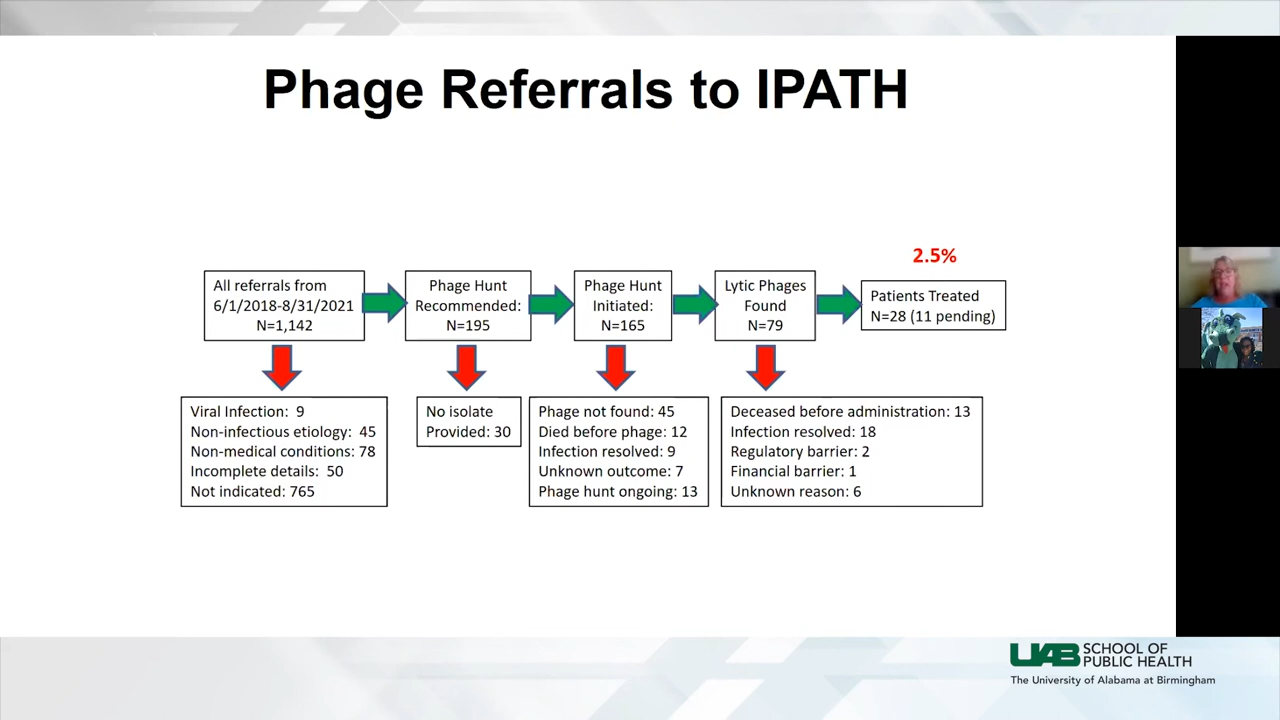 Phage Referrals to IPATH
2.5%
All referrals from
6/1/2018-8/31/2021
N=1,142
Phage Hunt
Recommended:
N=195
Phage Hunt
Initiated:
N=165
Lytic Phages
Found
N=79
Patients Treated
N=28 (11 pending)
Viral Infection: 9
Non-infectious etiology: 45
Non-medical conditions: 78
Incomplete details: 50
Not indicated: 765
No isolate
Provided: 30
Phage not found: 45
Died before phage: 12
Infection resolved: 9
Unknown outcome: 7
Phage hunt ongoing: 13
Deceased before administration: 13
Infection resolved: 18
Regulatory barrier: 2
Financial barrier: 1
Unknown reason: 6
UAB SCHOOL OF
PUBLIC HEALTH
The University of Alabama at Birmingham